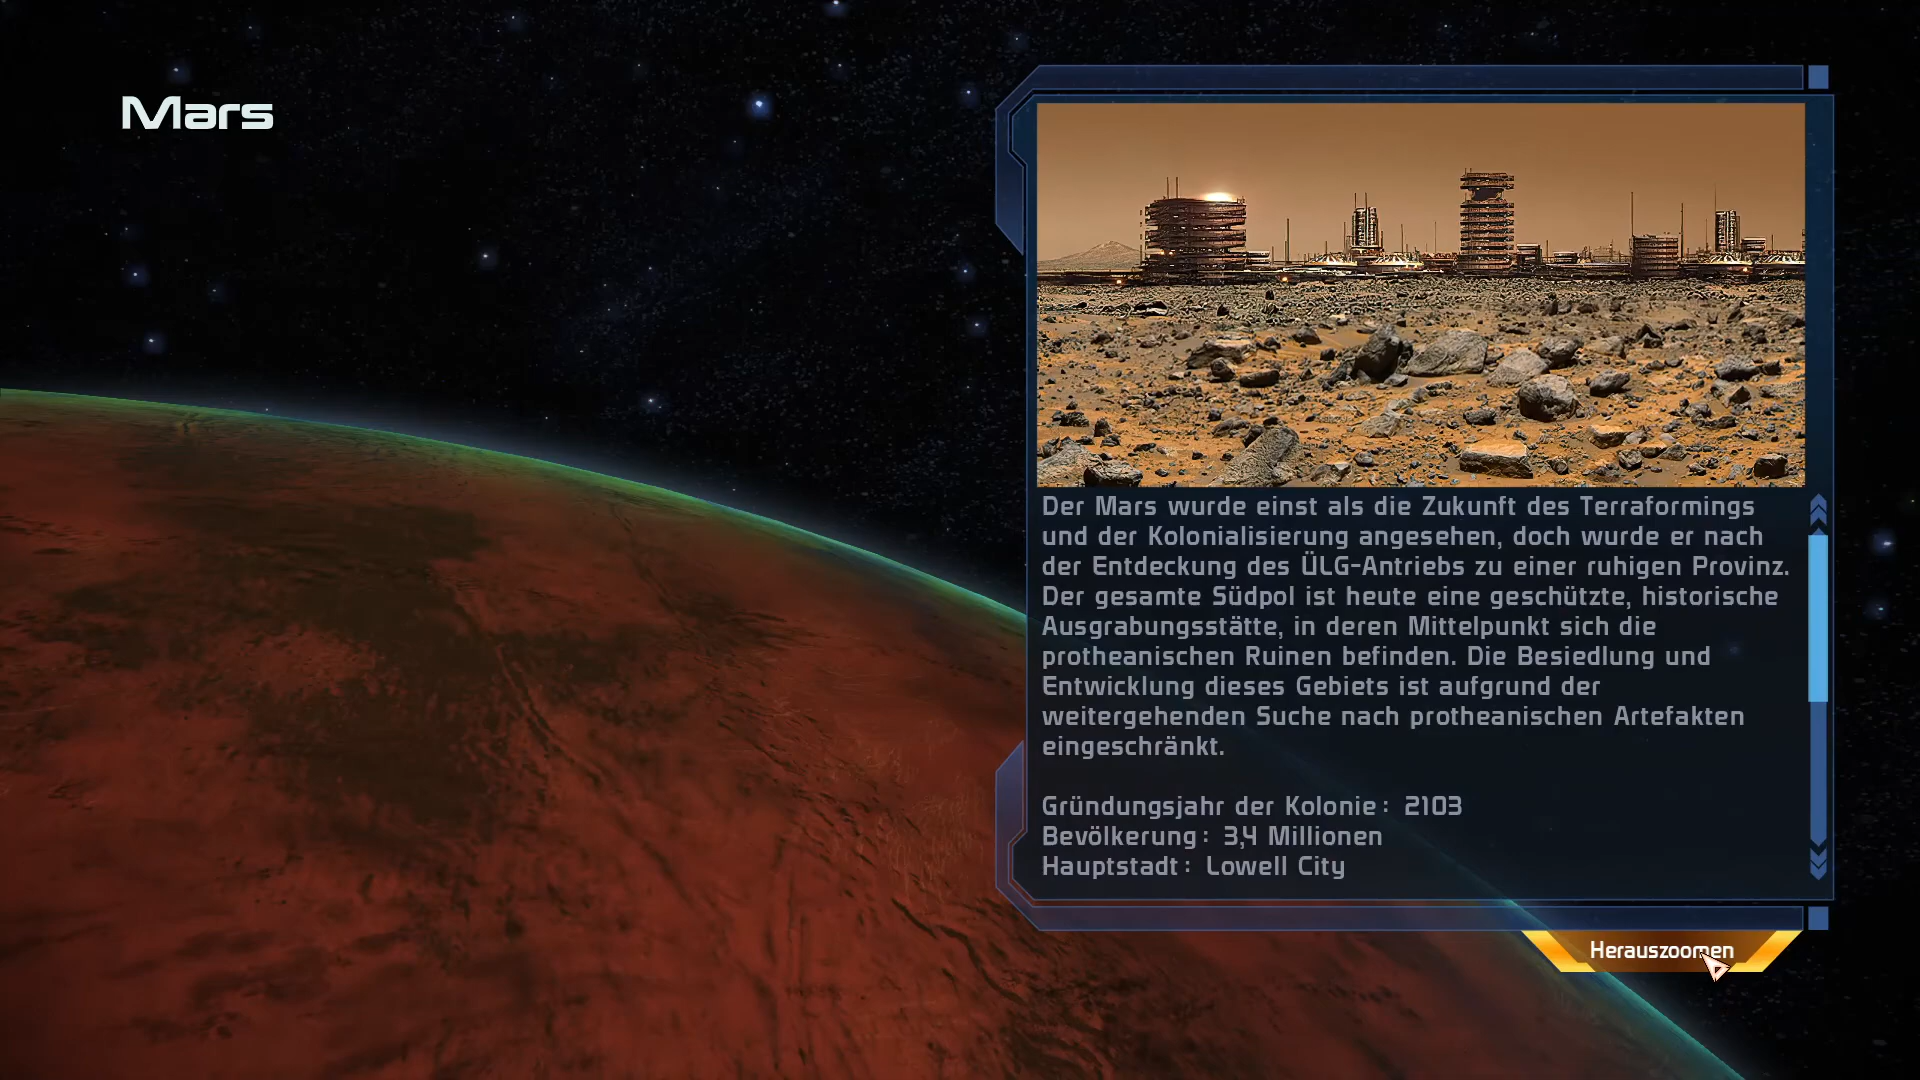 Mars
Der Mars wurde einst als die Zukunft des Terraformings
und der Kolonialisierung angesehen, doch wurde er nach
der Entdeckung des ÜLG-Antriebs zu einer ruhigen Provinz.
Der gesamte Südpol ist heute eine geschützte, historische
Ausgrabungsstätte, in deren Mittelpunkt sich die
protheanischen Ruinen befinden. Die Besiedlung und
Entwicklung dieses Gebiets ist aufgrund der
weitergehenden Suche nach protheanischen Artefakten
eingeschränkt.
Gründungsjahr der Kolonie: 2103
Bevölkerung: 3,4 Millionen
Hauptstadt: Lowell City
Herauszoomen